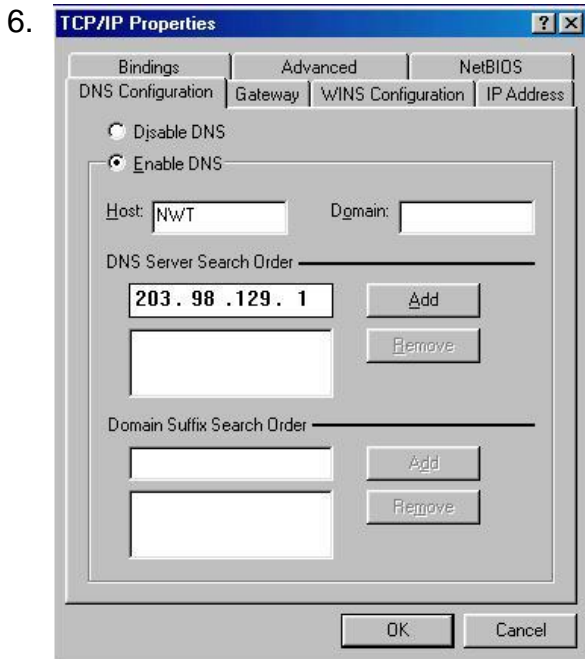 6.
TCP/IP Properties
Bindings Advanced NetBIOS
DNS Configuration Gateway WINS Configuration IP Address
Disable DNS
Enable DNS
Host: NWT Domain:
DNS Server Search Order
203 . 98 .129 . 1 Add
Remove
Domain Suffix Search Order
Add
Remove
OK Cancel